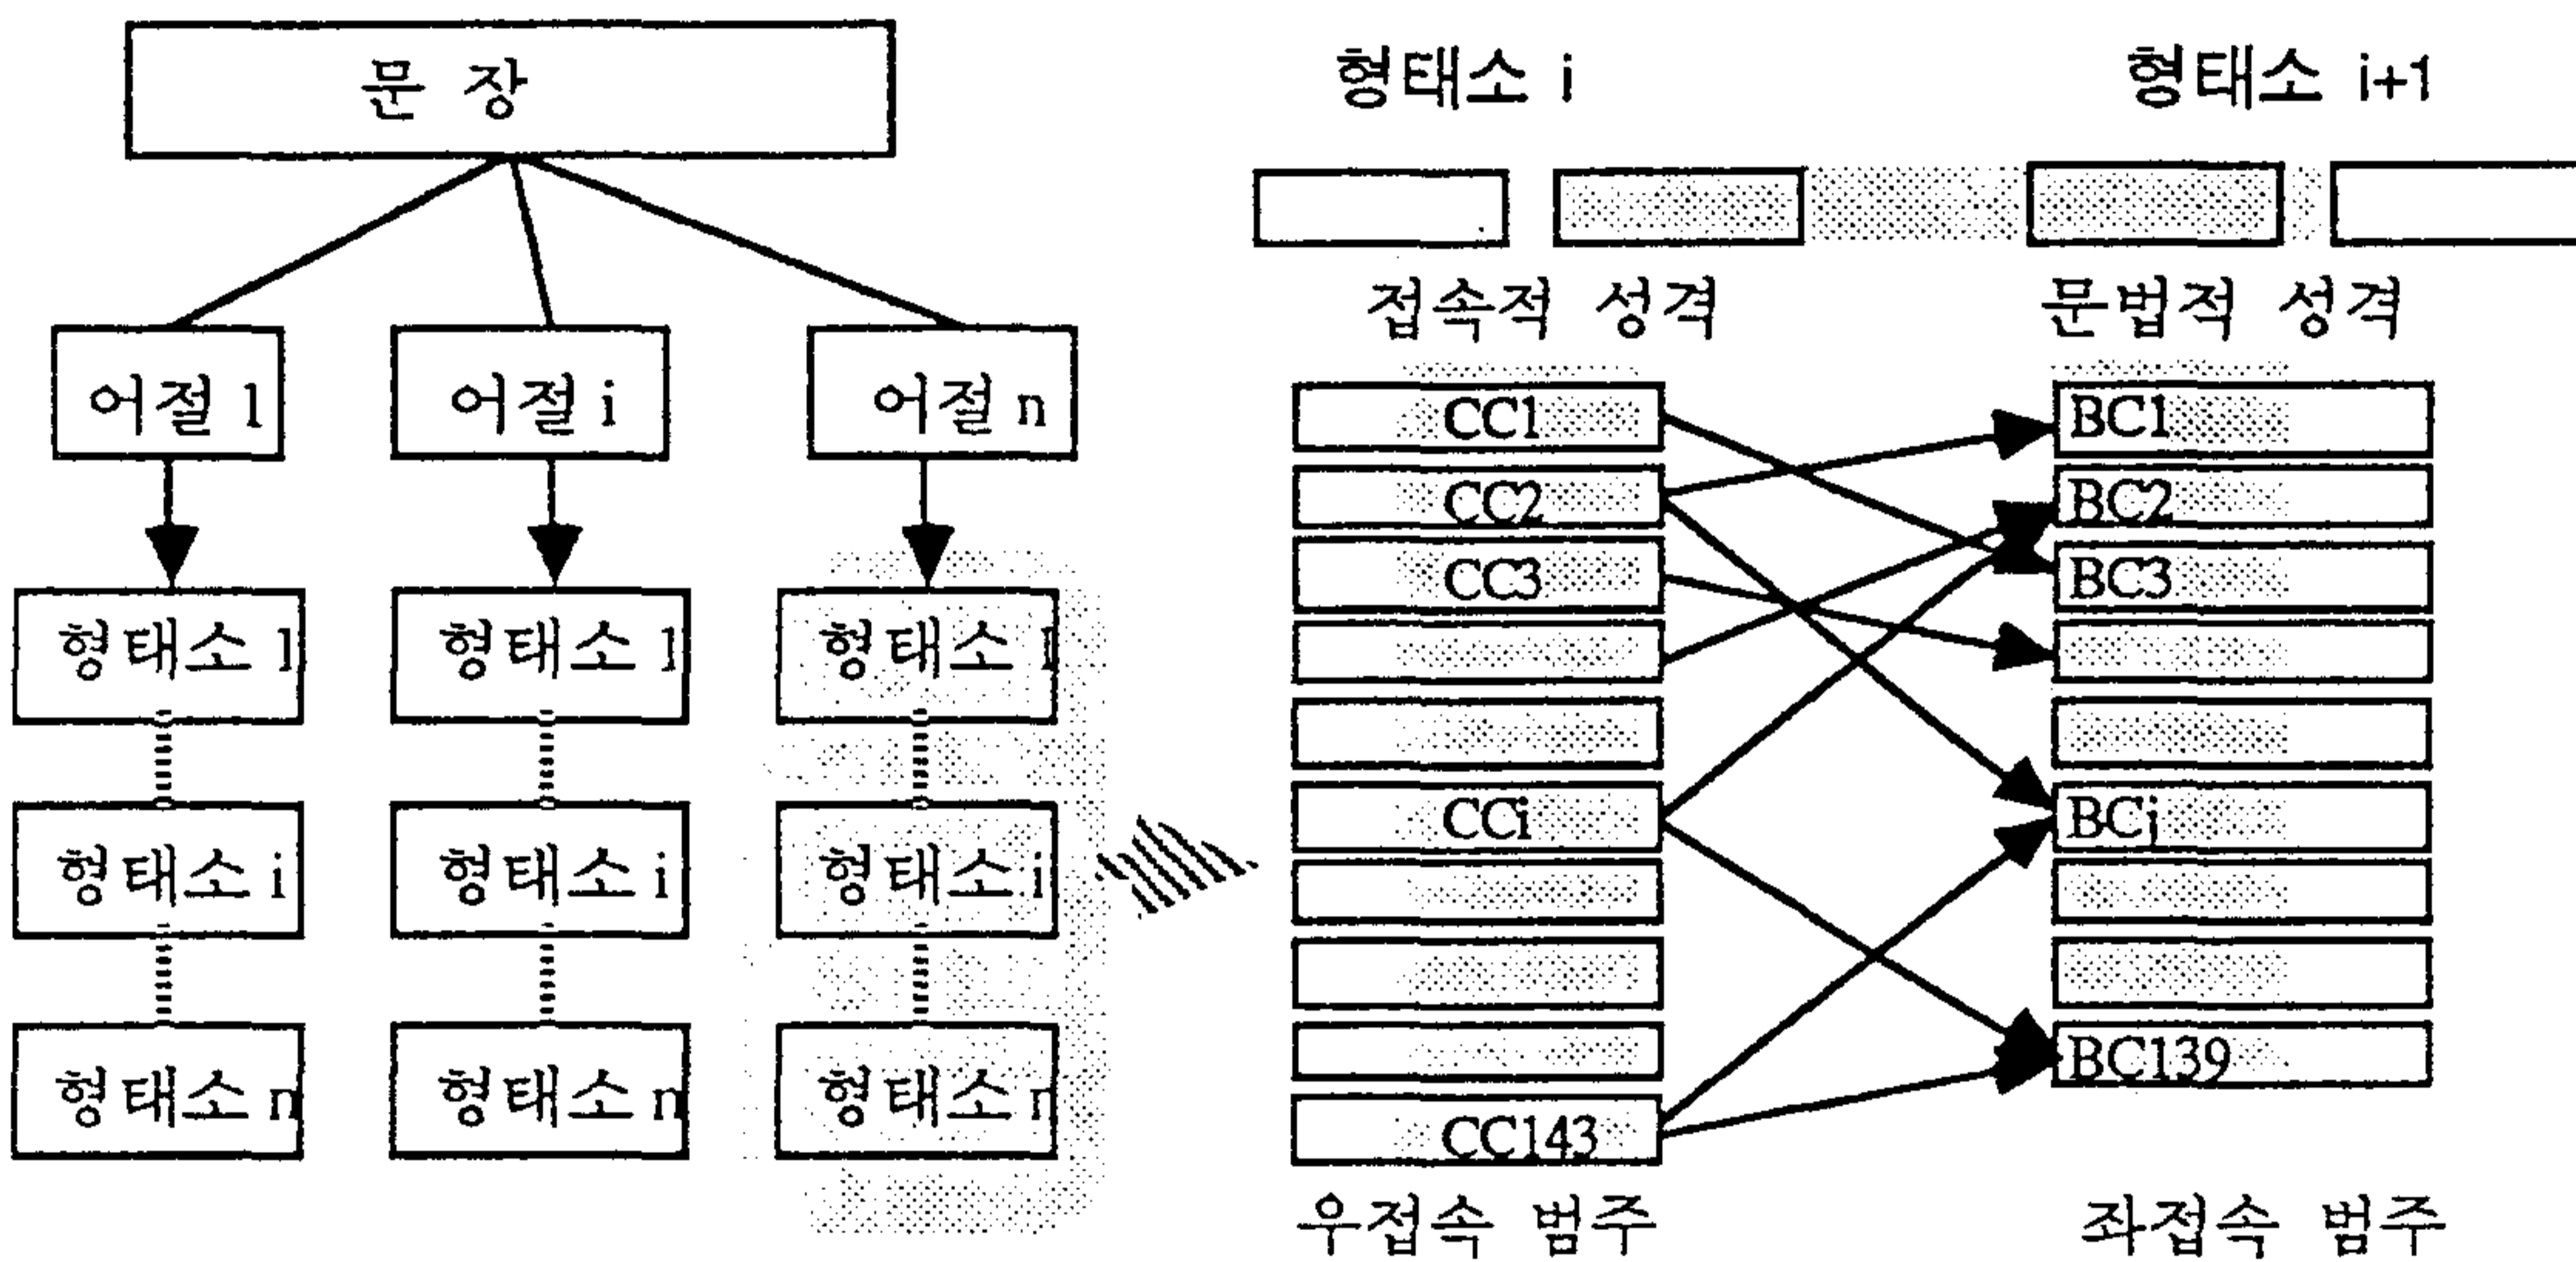 문 장
어절 1
어절 i
어절 n
형태소 1
형태소 1
형태소 1
형태소 i
형태소 i
형태소 i
형태소 n
형태소 n
형태소 n
형태소 i
형태소 i+1
접속적 성격
문법적 성격
CC1
CC2
CC3
CCi
CC143
우접속 범주
BC1
BC2
BC3
BCj
BC139
좌접속 범주